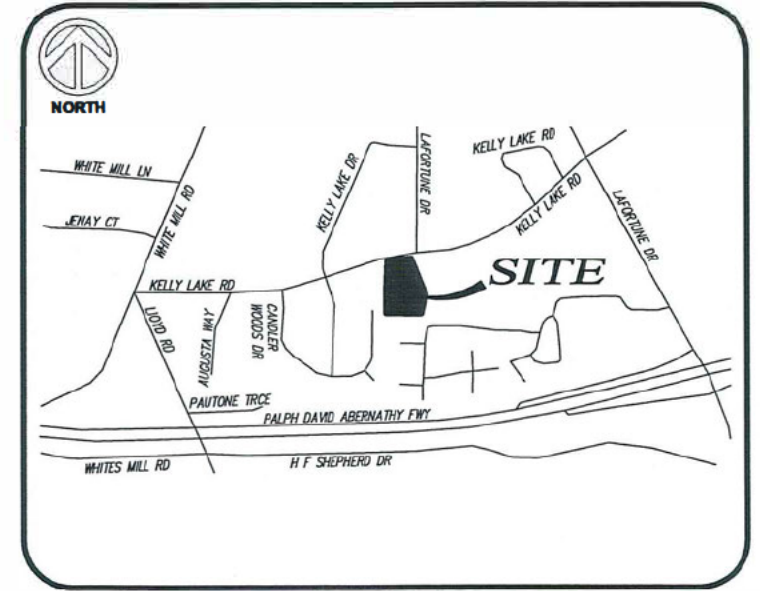 NORTH
WHITE MILL LN
JENAY CT
WHITE MILL RD
KELLY LAKE DR
LAFORTUNE DR
KELLY LAKE RD
KELLY LAKE RD
LAFORTUNE DR
SITE
KELLY LAKE RD
LIOYD RD
AUGUSTA WAY
CANDLER
WOODS DR
PAUTONE TRCE
PALPH DAVID ABERNATHY FWY
WHITES MILL RD
H F SHEPHERD DR